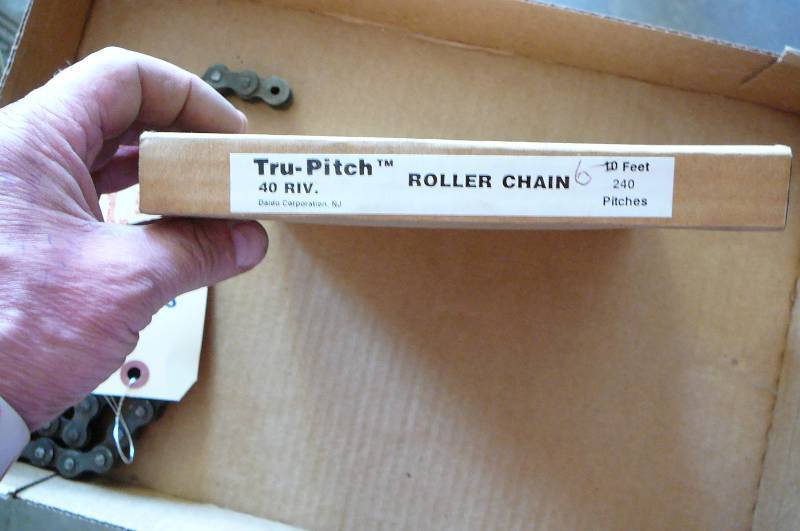 Tru-Pitch™
40 RIV.
Daido Corporation, NJ
ROLLER CHAIN
6
10 Feet
240
Pitches